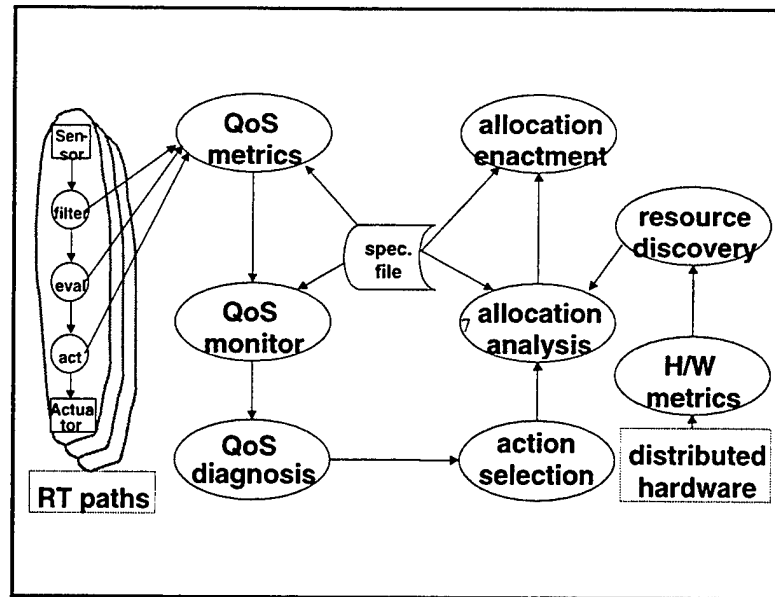 Sen-
sor
filter
eval
act
Actua
tor
RT paths
QoS
metrics
QoS
monitor
QoS
diagnosis
spec.
file
allocation
enactment
allocation
analysis
action
selection
resource
discovery
H/W
metrics
distributed
hardware